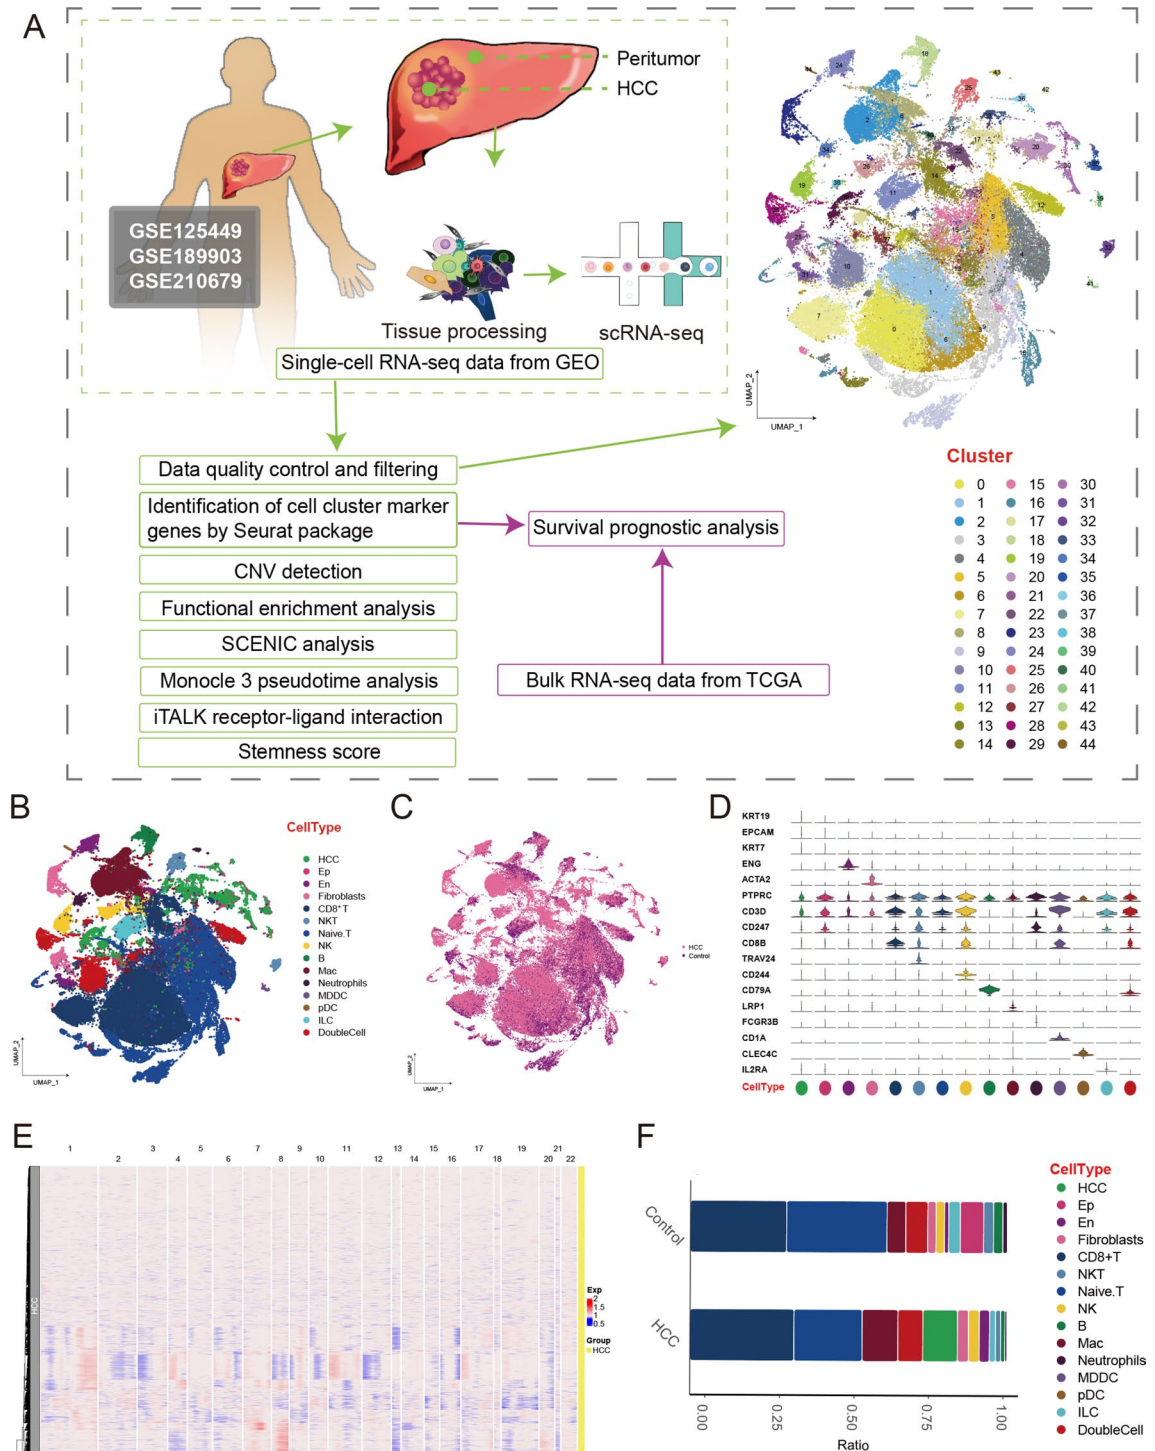 A
Peritumor
HCC
GSE125449
GSE189903
GSE210679
Tissue processing
scRNA-seq
Single-cell RNA-seq data from GEO
UMAP_2
UMAP_1
Data quality control and filtering
Identification of cell cluster marker
genes by Seurat package
CNV detection
Functional enrichment analysis
SCENIC analysis
Monocle 3 pseudotime analysis
iTALK receptor-ligand interaction
Stemness score
Survival prognostic analysis
Bulk RNA-seq data from TCGA
Cluster
0 15 30
1 16 31
2 17 32
3 18 33
4 19 34
5 20 35
6 21 36
7 22 37
8 23 38
9 24 39
10 25 40
11 26 41
12 27 42
13 28 43
14 29 44
B
CellType
HCC
Ep
En
Fibroblasts
CD8⁺T
NKT
Naive.T
NK
B
Mac
Neutrophils
MDDC
pDC
ILC
DoubleCell
UMAP_2
UMAP_1
C
HCC
Control
UMAP_2
UMAP_1
D
KRT19
EPCAM
KRT7
ENG
ACTA2
PTPRC
CD3D
CD247
CD8B
TRAV24
CD244
CD79A
LRP1
FCGR3B
CD1A
CLEC4C
IL2RA
CellType
E
1 2 3 4 5 6 7 8 9 10 11 12 13 14 15 16 17 18 19 20 21 22
HCC
Exp
2
1.5
1
0.5
Group
HCC
F
Control
HCC
0.00 0.25 0.50 0.75 1.00
Ratio
CellType
HCC
Ep
En
Fibroblasts
CD8+T
NKT
Naive.T
NK
B
Mac
Neutrophils
MDDC
pDC
ILC
DoubleCell